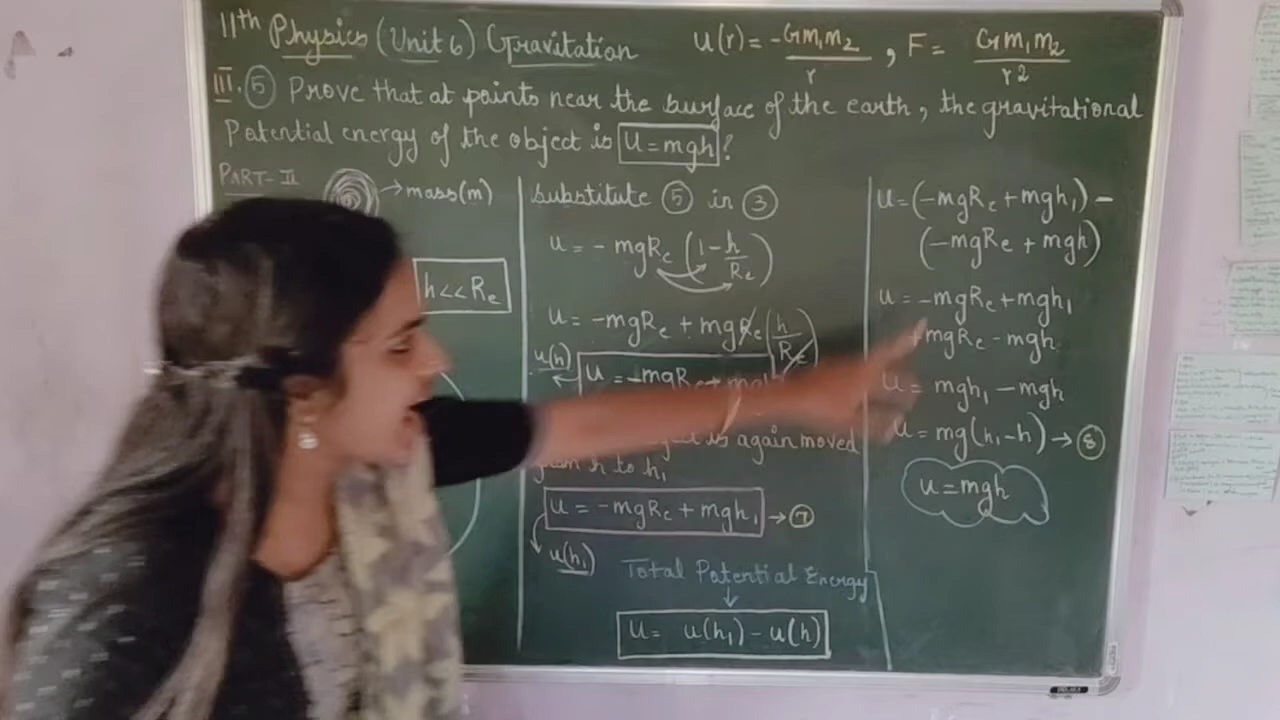 11th Physics (Unit 6) Gravitation
U(r) = -Gm₁m₂/r , F = Gm₁m₂/r2
III. ⑤ Prove that at points near the surface of the earth, the gravitational
Potential energy of the object is U = mgh?
PART-II
→ mass(m)
h<<Re
substitute ⑤ in ③
u = - mgRe (1 - h/Re)
u = -mgRe + mgRe (h/Re)
u(h)
U = -mgRe + mgh
is again moved
h to h₁
U = -mgRe + mgh₁ → ⑦
u(h₁)
Total Potential Energy
U = u(h₁) - u(h)
U = (-mgRe + mgh₁) -
(-mgRe + mgh)
u = -mgRe + mgh₁
+mgRe - mgh
u = mgh₁ - mgh
u = mg(h₁-h) → ⑧
u = mgh